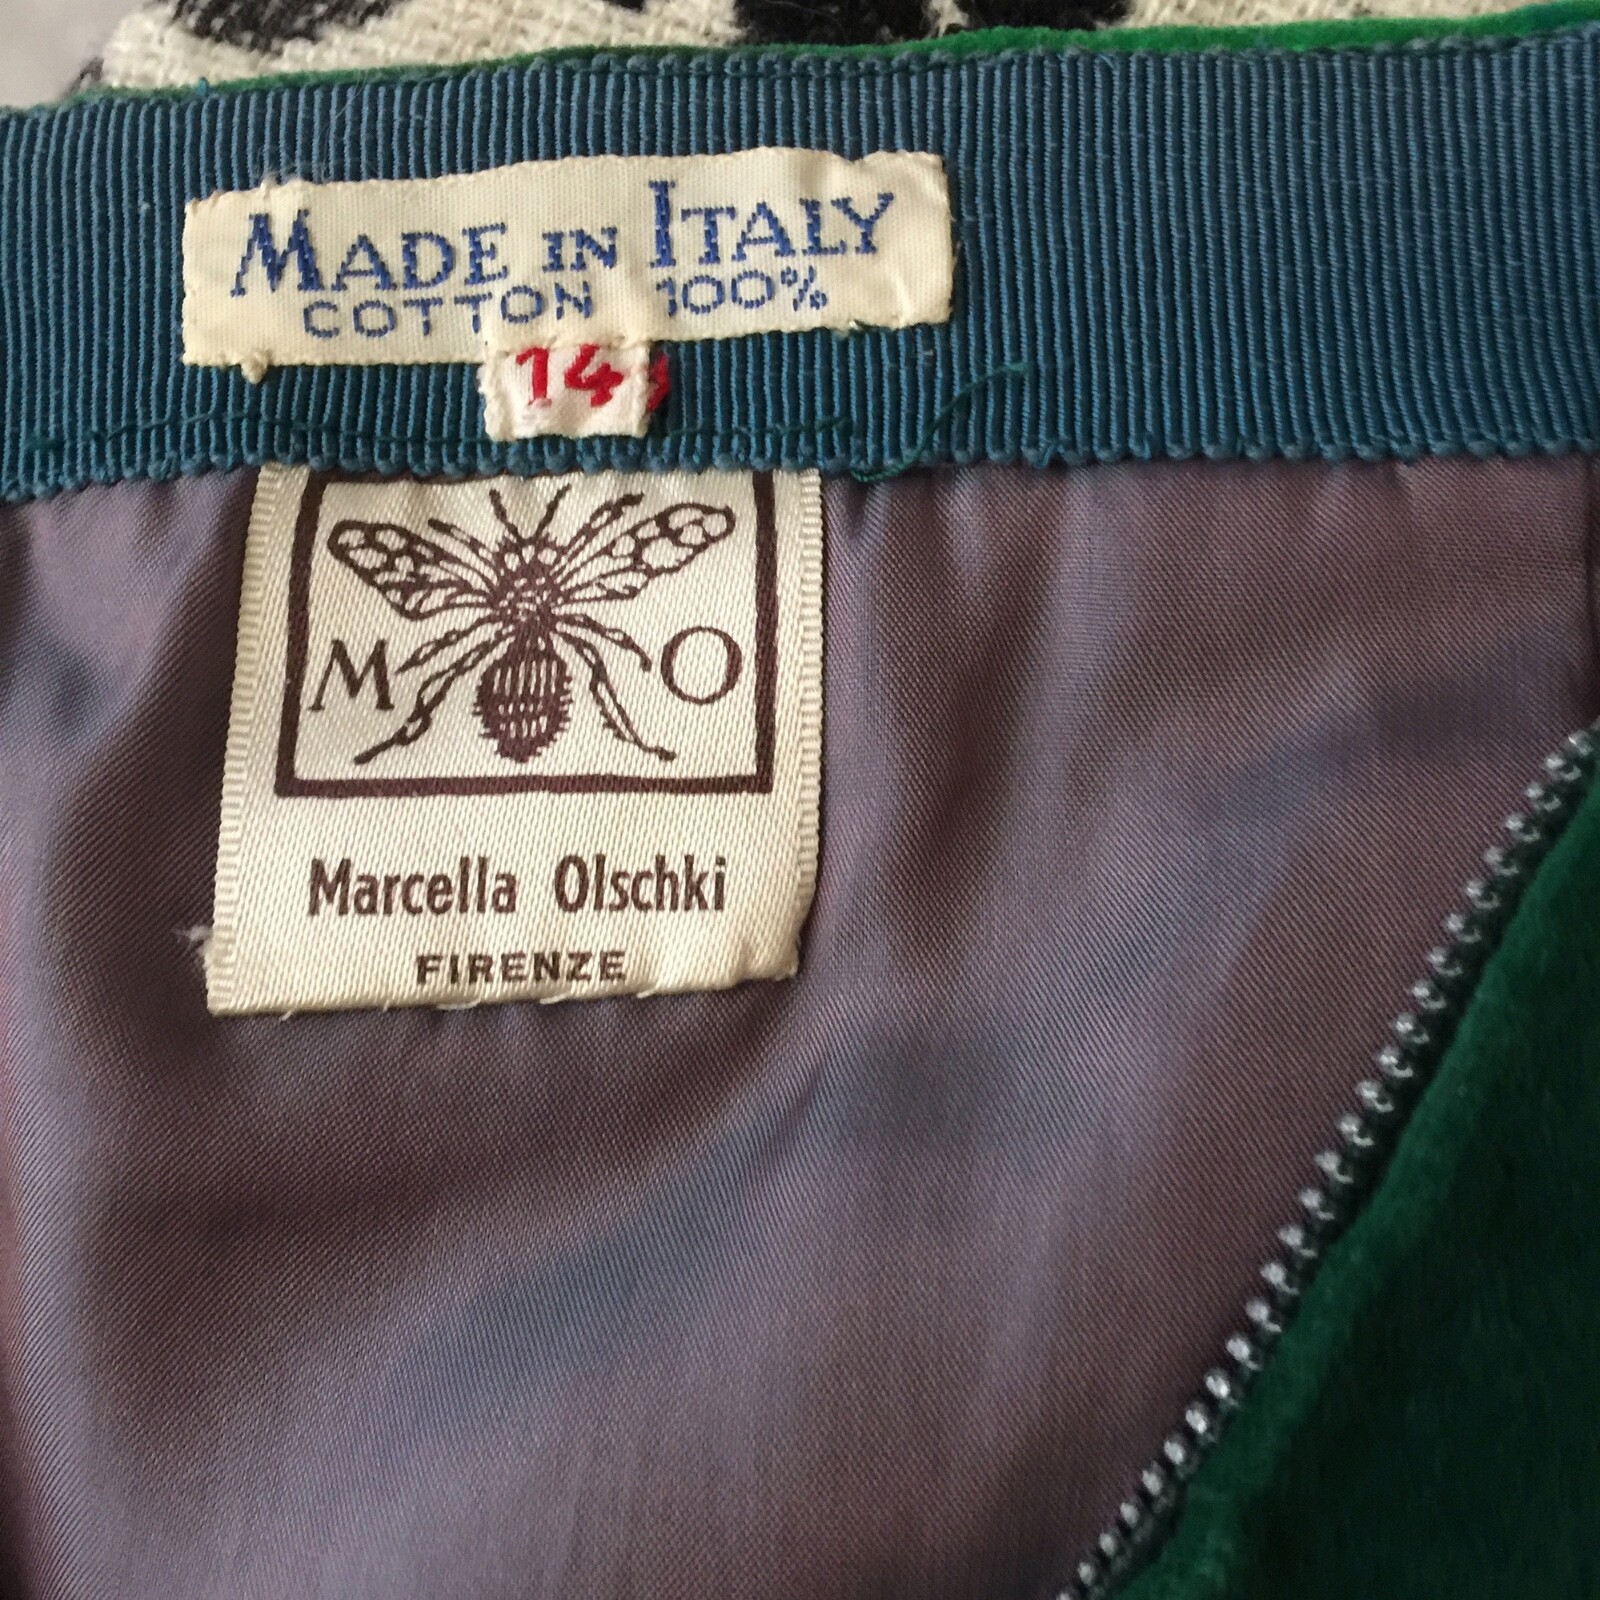 MADE IN ITALY
COTTON 100%
14
M O
Marcella Olschki
FIRENZE